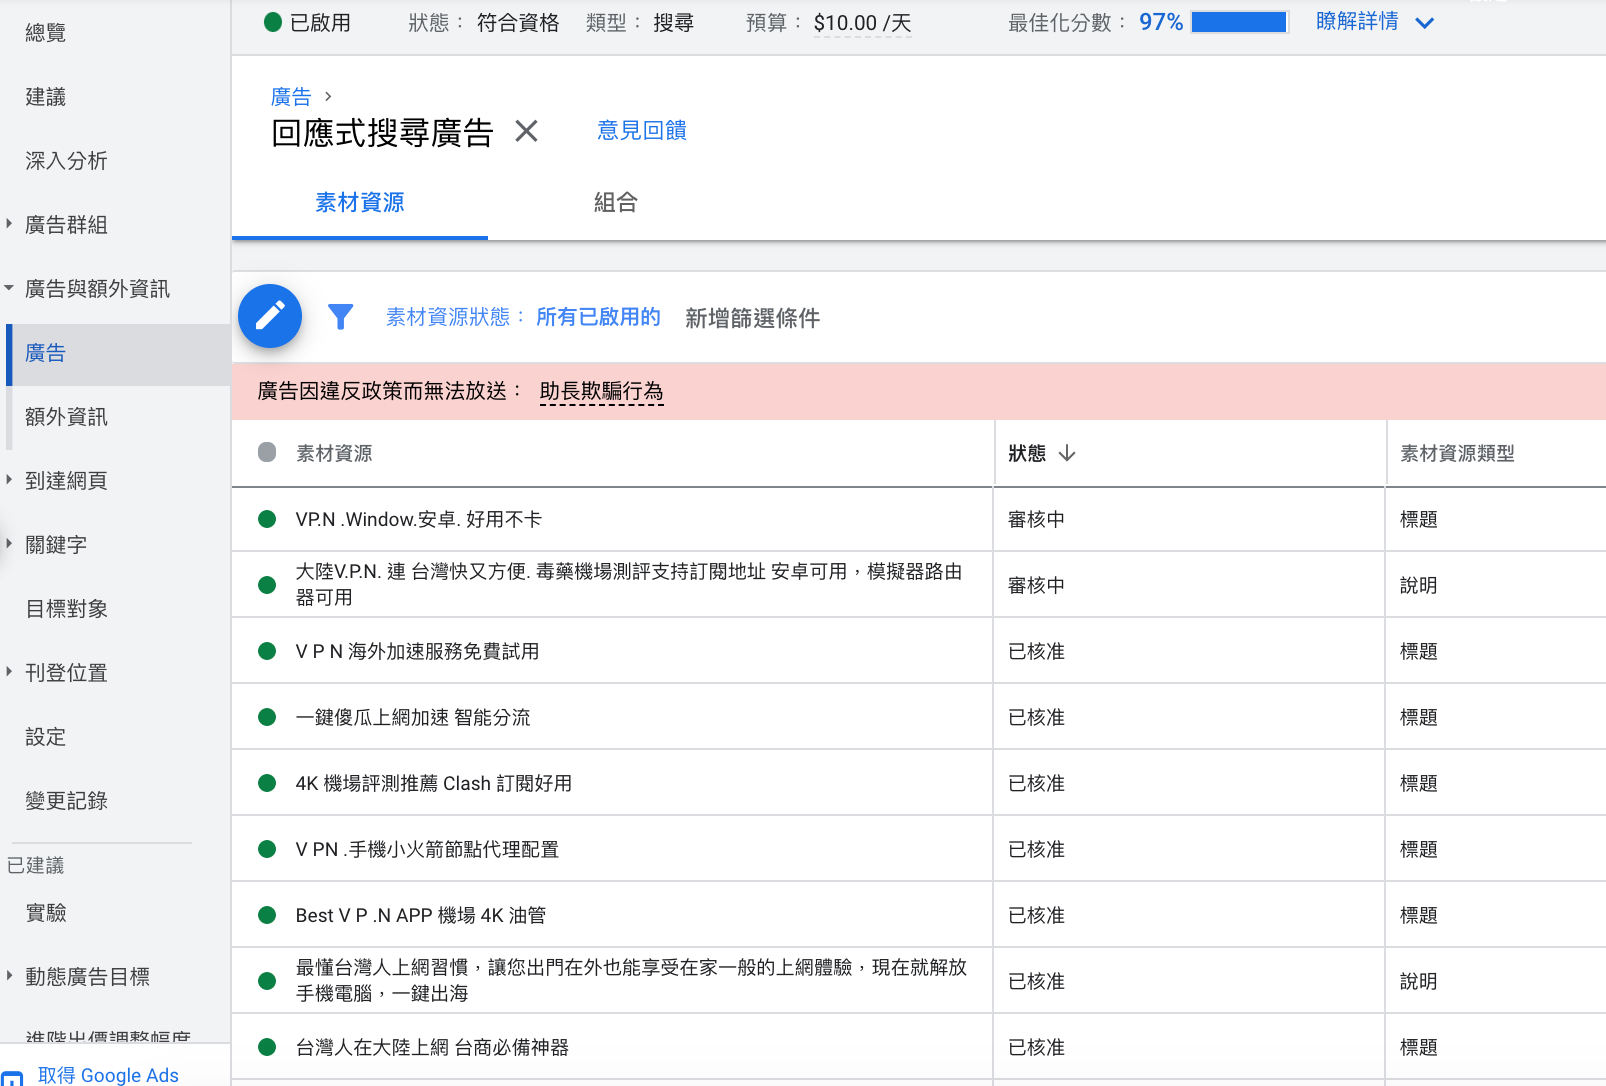 總覽
建議
深入分析
廣告群組
廣告與額外資訊
廣告
額外資訊
到達網頁
關鍵字
目標對象
刊登位置
設定
變更記錄
已建議
實驗
動態廣告目標
進階出價調整幅度
取得 Google Ads
已啟用 狀態： 符合資格 類型： 搜尋 預算： $10.00 /天 最佳化分數： 97% 瞭解詳情
廣告 ›
回應式搜尋廣告 意見回饋
素材資源 組合
素材資源狀態： 所有已啟用的 新增篩選條件
廣告因違反政策而無法放送： 助長欺騙行為
素材資源 狀態 ↓ 素材資源類型
VP.N .Window.安卓. 好用不卡 審核中 標題
大陸V.P.N. 連 台灣快又方便. 毒藥機場測評支持訂閱地址 安卓可用，模擬器路由
器可用 審核中 說明
V P N 海外加速服務免費試用 已核准 標題
一鍵傻瓜上網加速 智能分流 已核准 標題
4K 機場評測推薦 Clash 訂閱好用 已核准 標題
V PN .手機小火箭節點代理配置 已核准 標題
Best V P .N APP 機場 4K 油管 已核准 標題
最懂台灣人上網習慣，讓您出門在外也能享受在家一般的上網體驗，現在就解放
手機電腦，一鍵出海 已核准 說明
台灣人在大陸上網 台商必備神器 已核准 標題